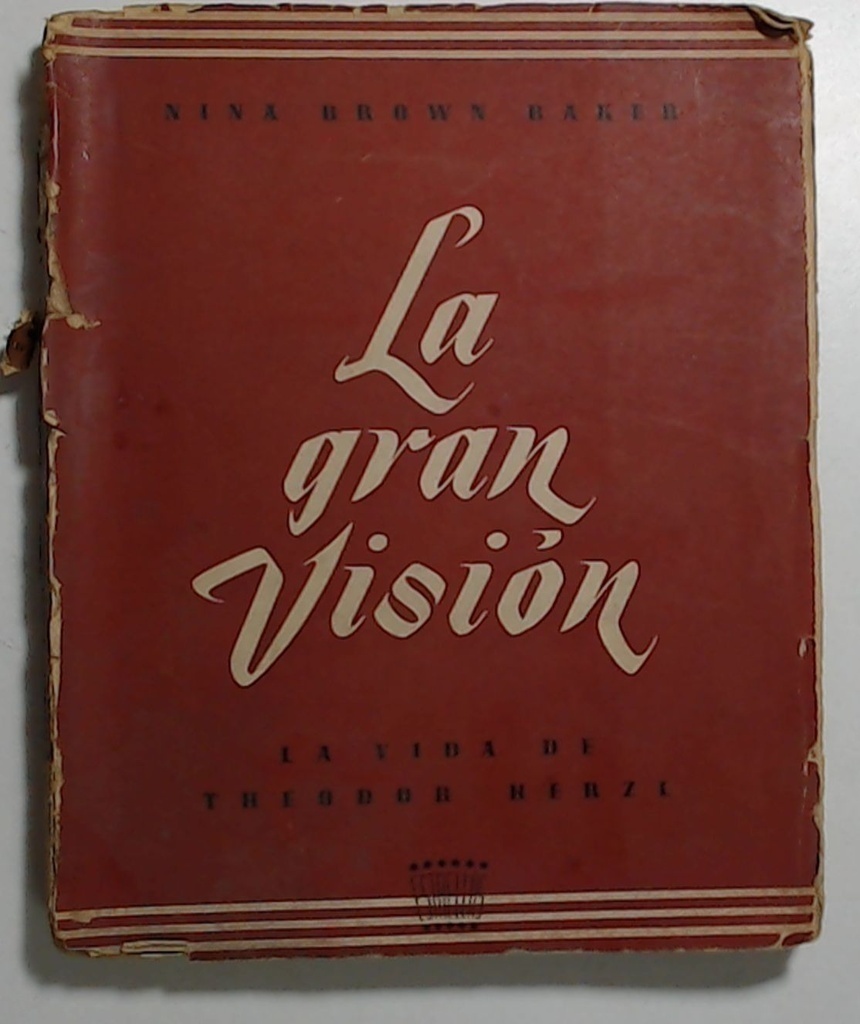 NINA BROWN BAKER
La
gran
Visión
LA VIDA DE
THEODOR HERZL